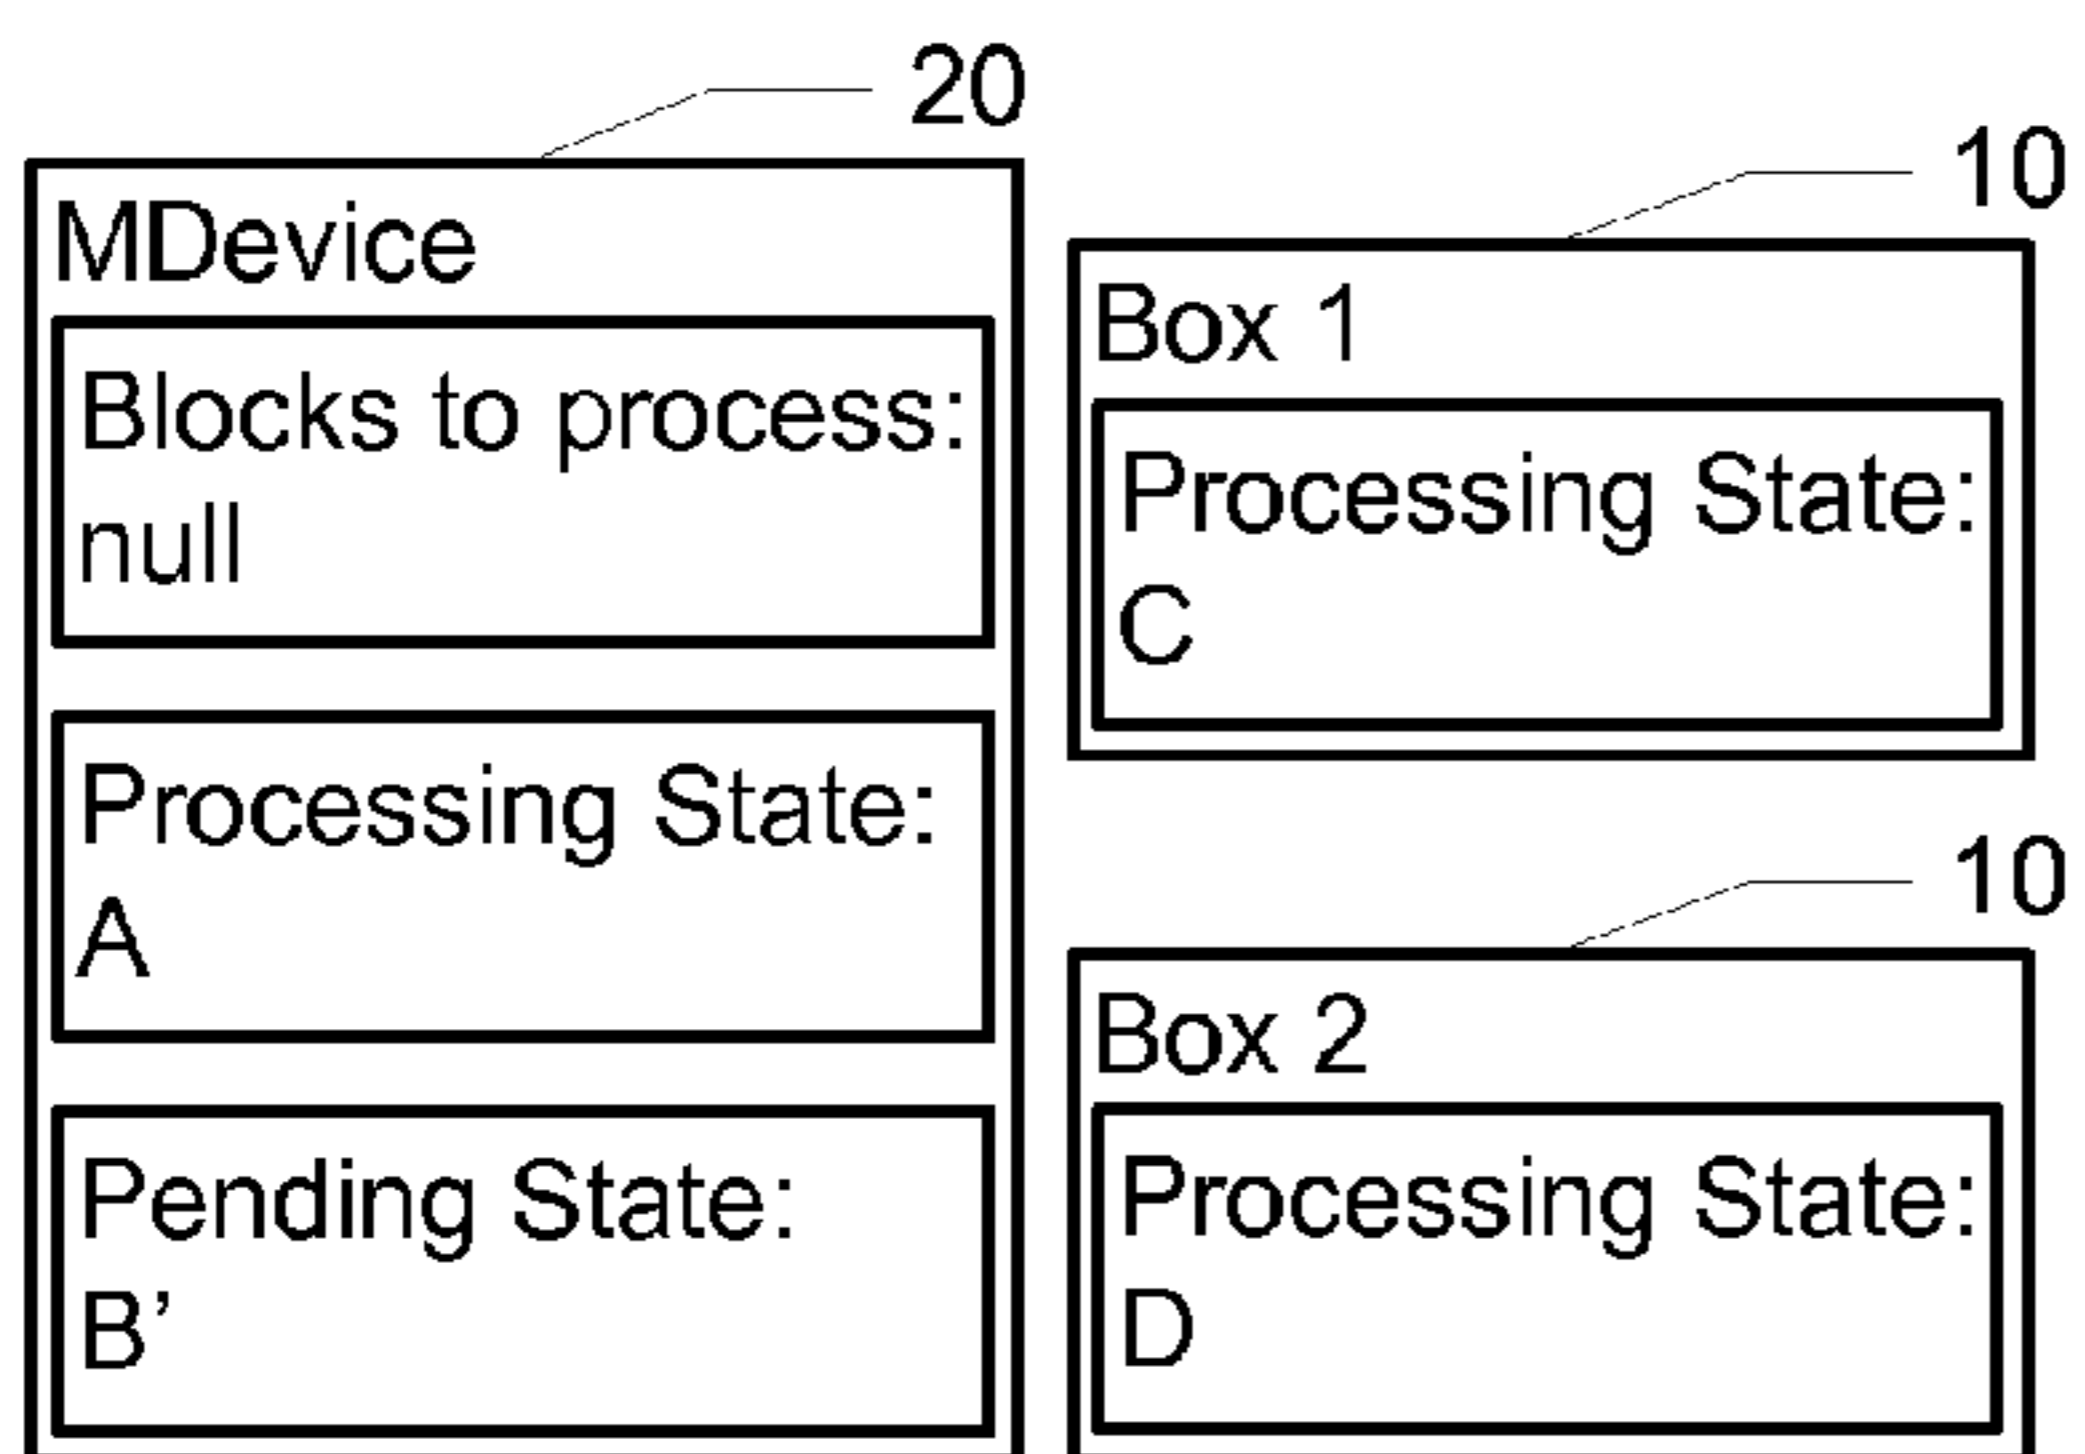 20
MDevice
Blocks to process:
null
Processing State:
A
Pending State:
B’
10
Box 1
Processing State:
C
10
Box 2
Processing State:
D